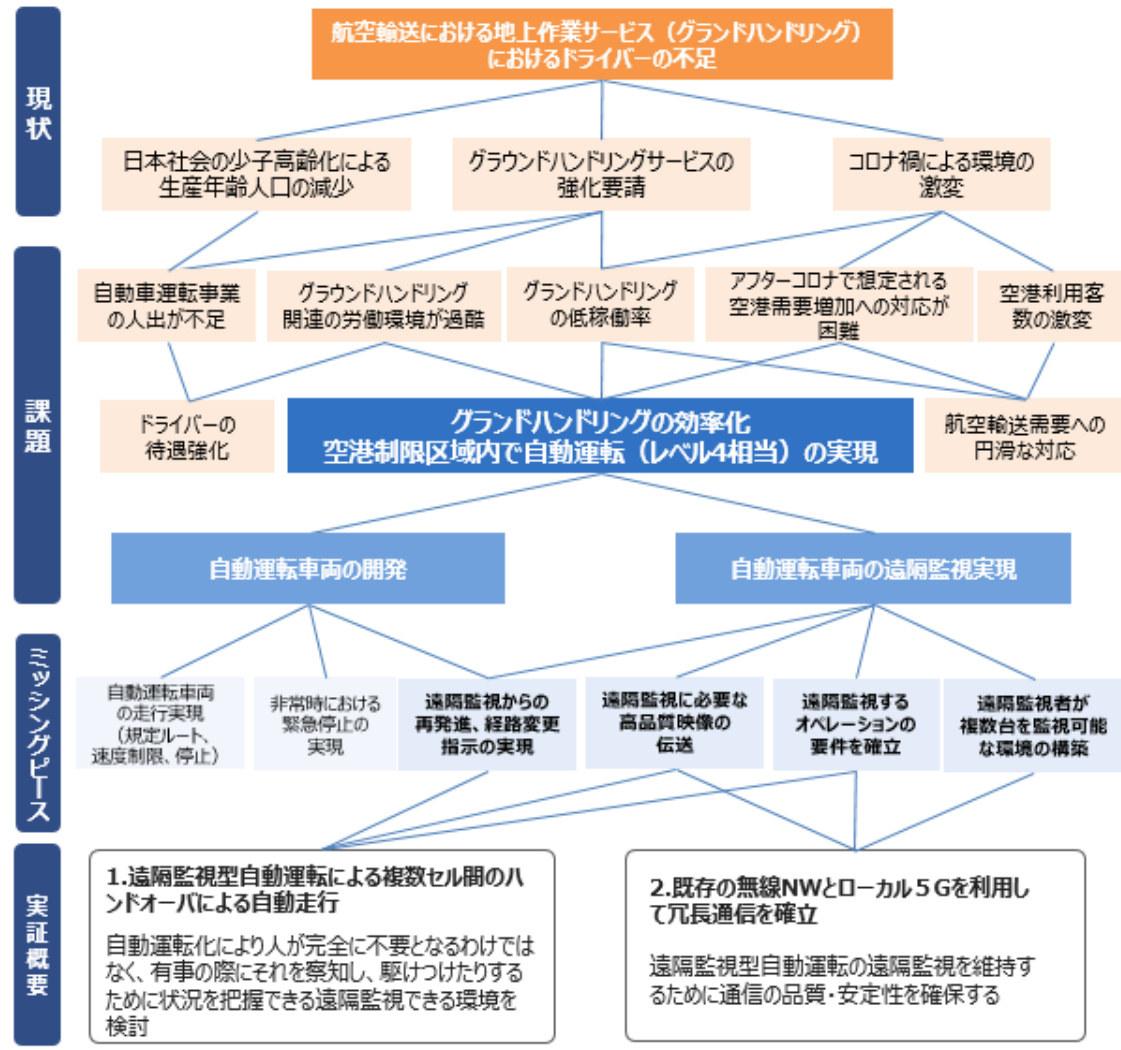 現状
航空輸送における地上作業サービス（グランドハンドリング）
におけるドライバーの不足
日本社会の少子高齢化による
生産年齢人口の減少
グラウンドハンドリングサービスの
強化要請
コロナ禍による環境の
激変
課題
自動車運転事業
の人出が不足
グラウンドハンドリング
関連の労働環境が過酷
グランドハンドリング
の低稼働率
アフターコロナで想定される
空港需要増加への対応が
困難
空港利用客
数の激変
ドライバーの
待遇強化
グランドハンドリングの効率化
空港制限区域内で自動運転（レベル4相当）の実現
航空輸送需要への
円滑な対応
自動運転車両の開発
自動運転車両の遠隔監視実現
ミッシングピース
自動運転車両
の走行実現
（規定ルート、
速度制限、停止）
非常時における
緊急停止の
実現
遠隔監視からの
再発進、経路変更
指示の実現
遠隔監視に必要な
高品質映像の
伝送
遠隔監視する
オペレーションの
要件を確立
遠隔監視者が
複数台を監視可能
な環境の構築
実証概要
1.遠隔監視型自動運転による複数セル間のハ
ンドオーバによる自動走行
自動運転化により人が完全に不要となるわけでは
なく、有事の際にそれを察知し、駆けつけたりする
ために状況を把握できる遠隔監視できる環境を
検討
2.既存の無線NWとローカル５Gを利用し
て冗長通信を確立
遠隔監視型自動運転の遠隔監視を維持す
るために通信の品質・安定性を確保する